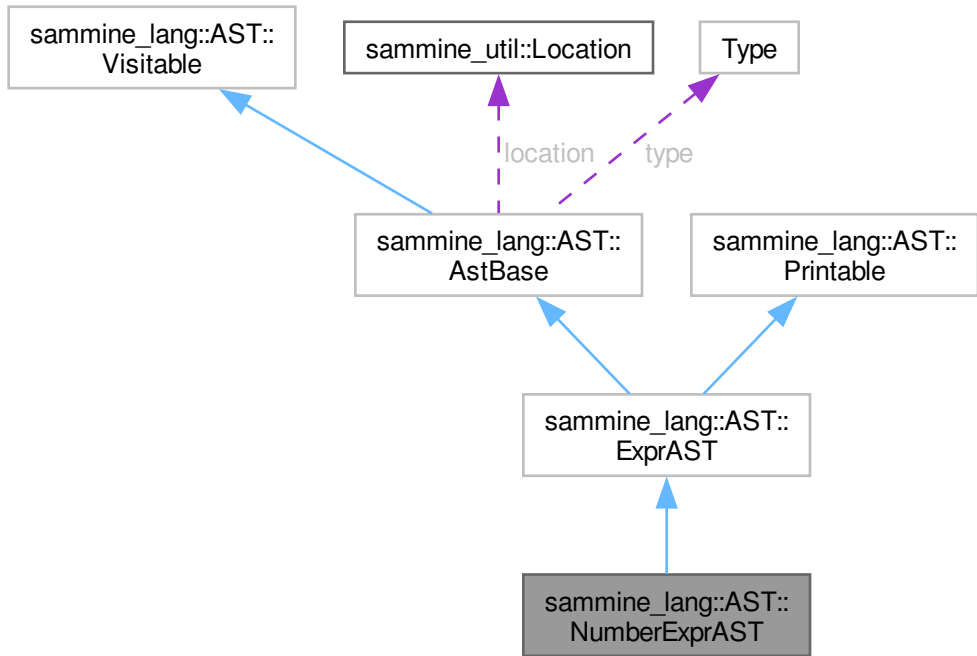 sammine_lang::AST::
Visitable
sammine_util::Location
Type
location
type
sammine_lang::AST::
AstBase
sammine_lang::AST::
Printable
sammine_lang::AST::
ExprAST
sammine_lang::AST::
NumberExprAST